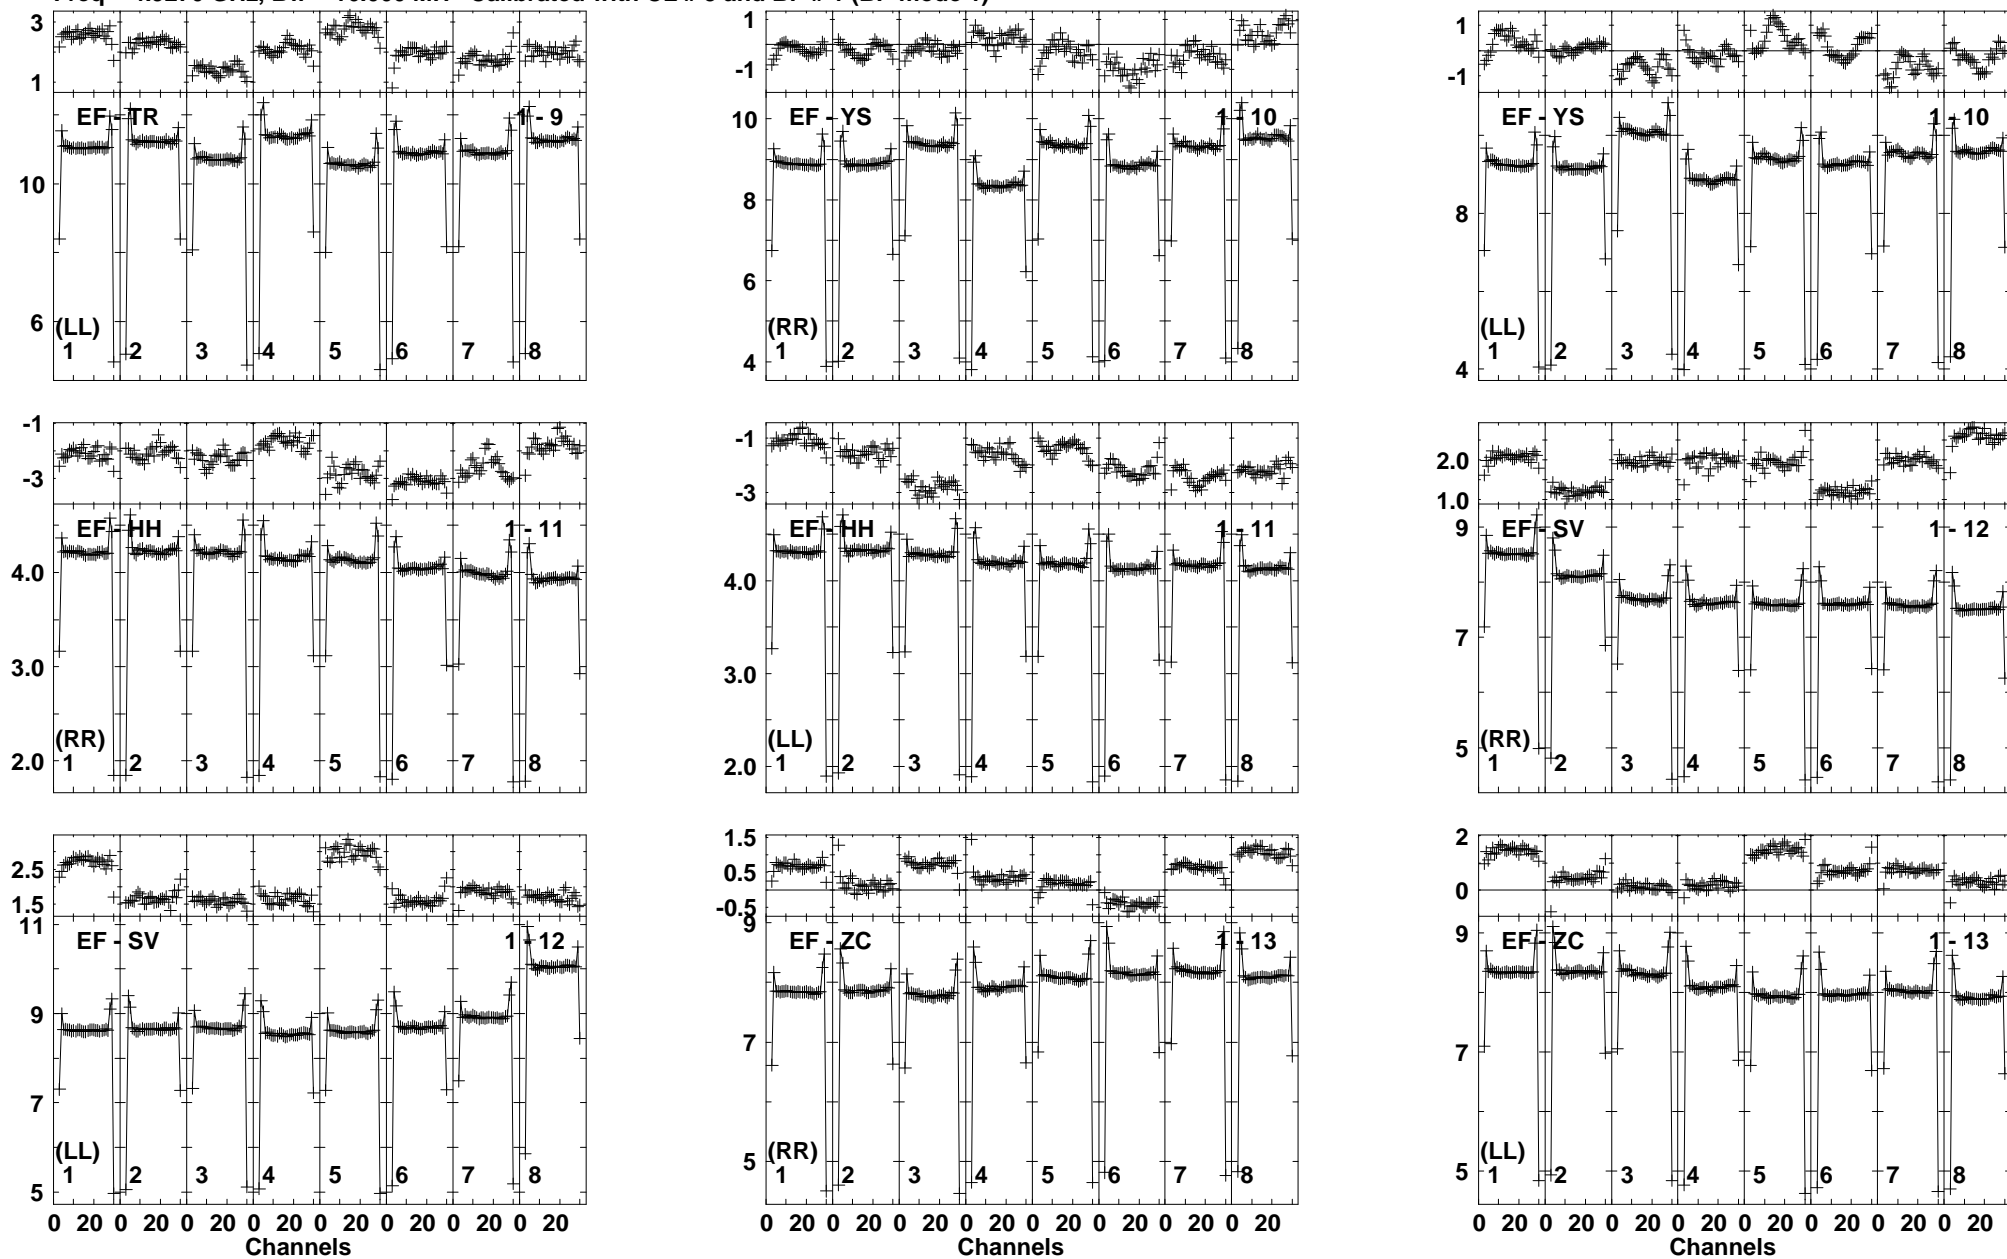 3
1
EF - TR
1 - 9
10
6
(LL)
1 2 3 4 5 6 7 8
1
-1
EF - YS
1 - 10
10
8
6
4
(RR)
1 2 3 4 5 6 7 8
1
-1
EF - YS
1 - 10
8
4
(LL)
1 2 3 4 5 6 7 8
-1
-3
EF - HH
1 - 11
4.0
3.0
2.0
(RR)
1 2 3 4 5 6 7 8
-1
-3
EF - HH
1 - 11
4.0
3.0
2.0
(LL)
1 2 3 4 5 6 7 8
2.0
1.0
EF - SV
1 - 12
9
7
5
(RR)
1 2 3 4 5 6 7 8
2.5
1.5
EF - SV
1 - 12
11
9
7
5
(LL)
1 2 3 4 5 6 7 8
0 20 0 20 0 20 0 20 0 20 0 20 0 20 0 20
Channels
1.5
0.5
-0.5
EF - ZC
1 - 13
9
7
5
(RR)
1 2 3 4 5 6 7 8
0 20 0 20 0 20 0 20 0 20 0 20 0 20 0 20
Channels
2
0
EF - ZC
1 - 13
9
7
5
(LL)
1 2 3 4 5 6 7 8
0 20 0 20 0 20 0 20 0 20 0 20 0 20 0 20
Channels